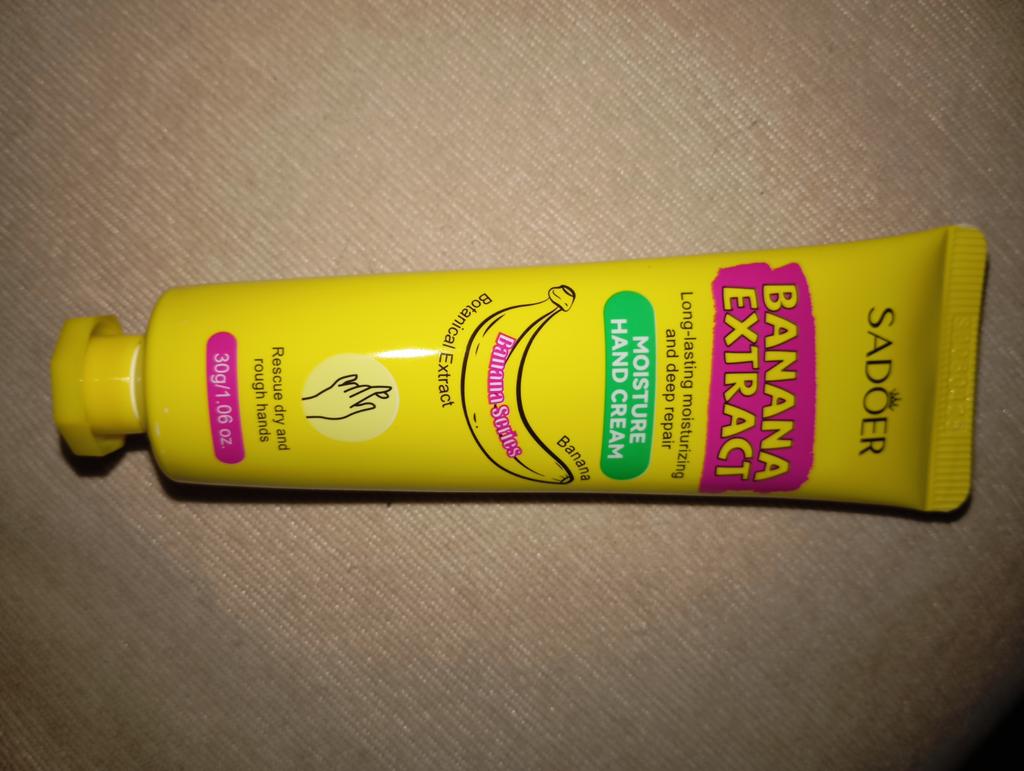 SADOER
BANANA
EXTRACT
Long-lasting moisturizing
and deep repair
MOISTURE
HAND CREAM
Banana
Banana Series
Botanical Extract
Rescue dry and
rough hands
30g/1.06 oz.